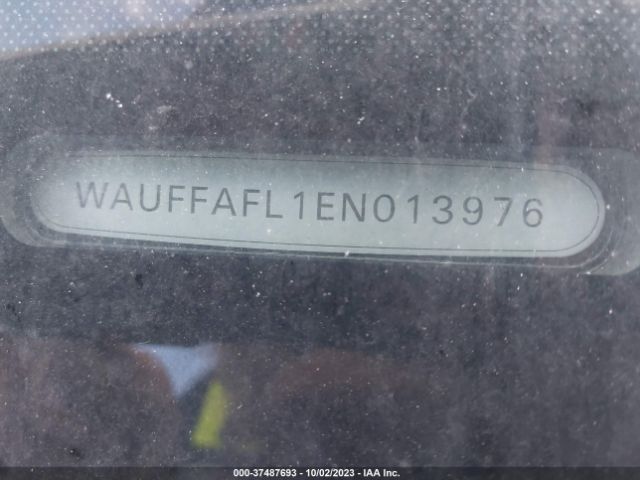 WAUFFAFL1EN013976
000-37487693 - 10/02/2023 - IAA Inc.